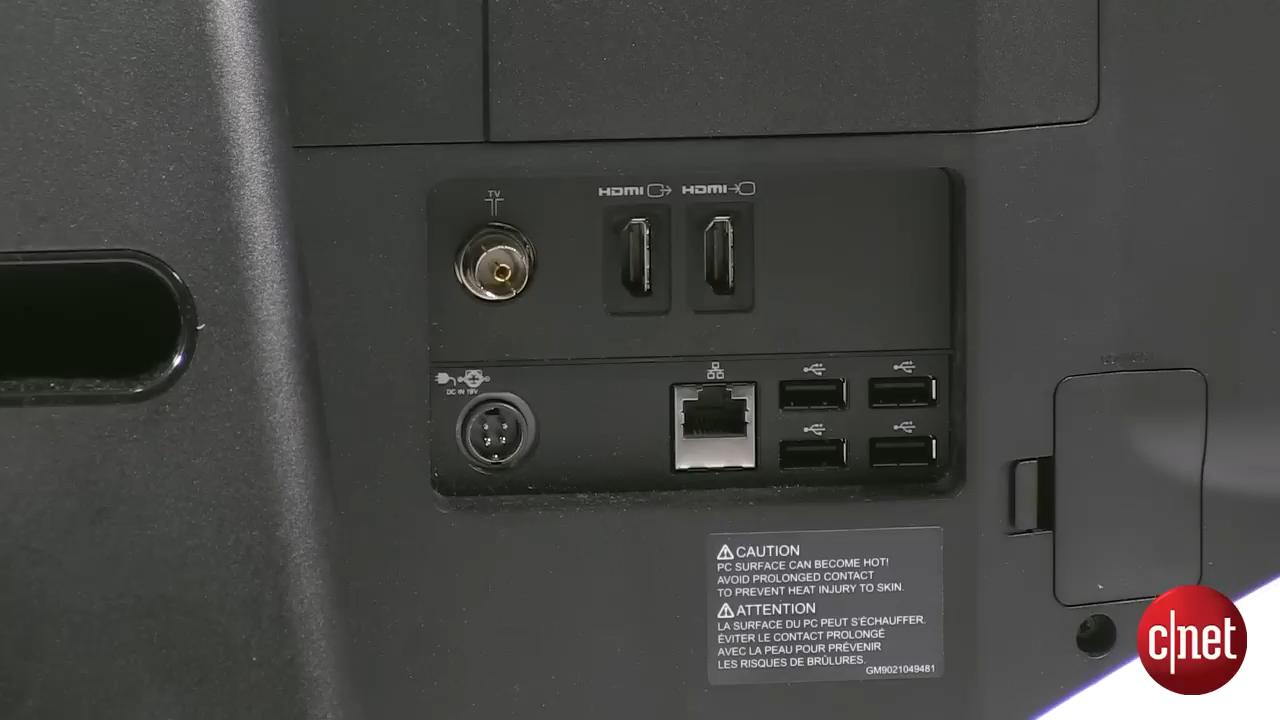 TV
HDMI HDMI
DC IN 19V
CAUTION
PC SURFACE CAN BECOME HOT!
AVOID PROLONGED CONTACT
TO PREVENT HEAT INJURY TO SKIN.
ATTENTION
LA SURFACE DU PC PEUT S'ÉCHAUFFER.
ÉVITER LE CONTACT PROLONGÉ
AVEC LA PEAU POUR PRÉVENIR
LES RISQUES DE BRÛLURES.
GM9021049481
c|net